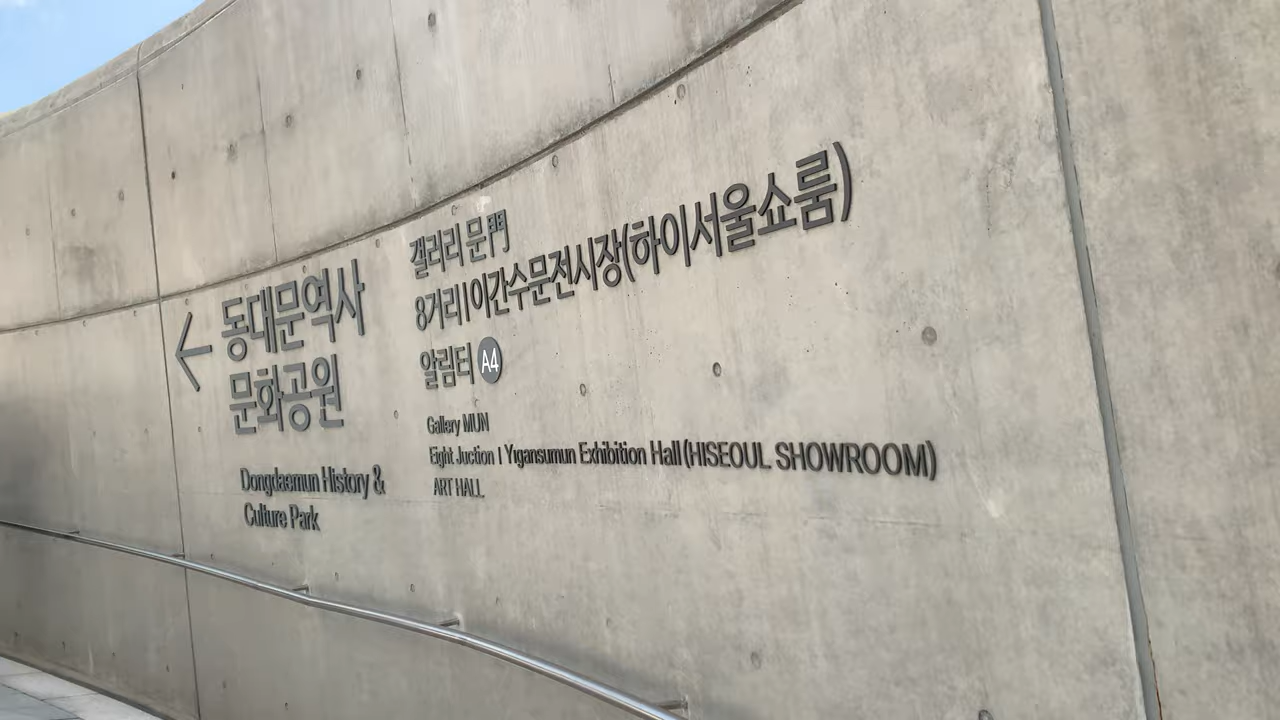 동대문역사
문화공원
Dongdaemun History &
Culture Park
갤러리 문門
8거리 | 이간수문전시장(하이서울쇼룸)
알림터 A4
Gallery MUN
Eight Juction | Yigansumun Exhibition Hall (HISEOUL SHOWROOM)
ART HALL